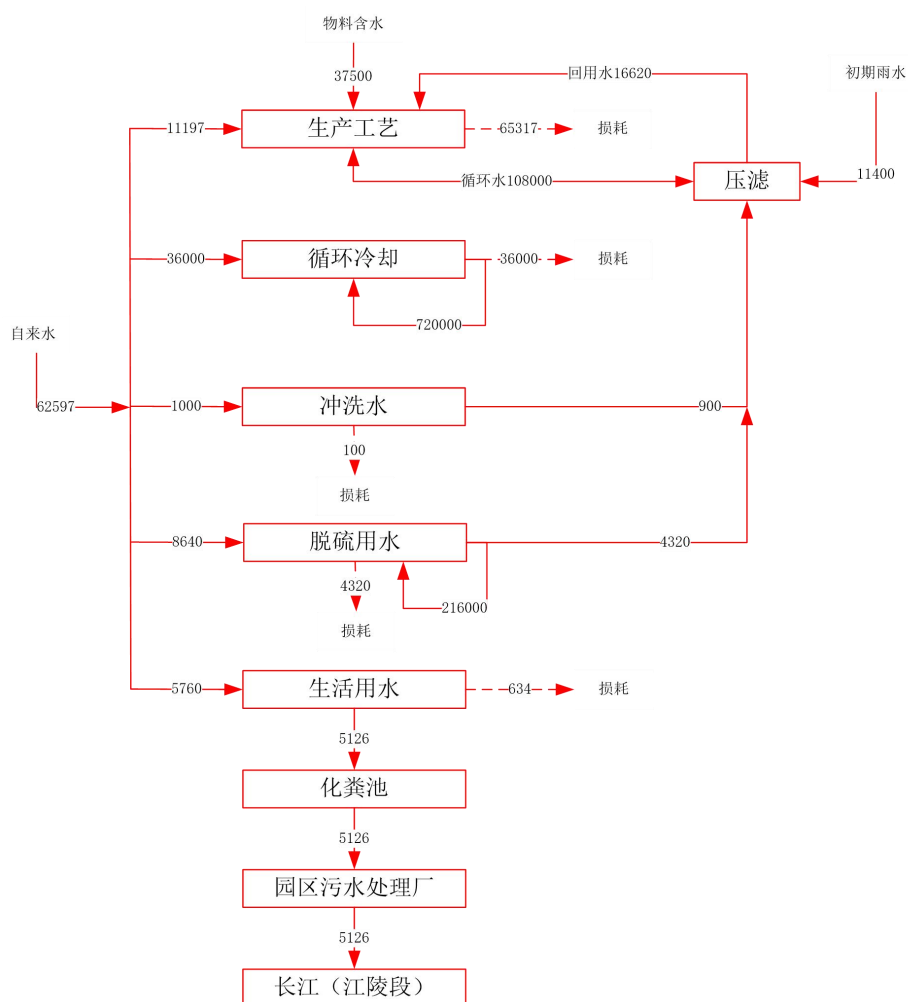 物料含水
37500
回用水16620
初期雨水
11197
生产工艺
65317
损耗
循环水108000
压滤
11400
36000
循环冷却
36000
损耗
720000
自来水
62597
1000
冲洗水
900
100
损耗
8640
脱硫用水
4320
4320
216000
损耗
5760
生活用水
634
损耗
5126
化粪池
5126
园区污水处理厂
5126
长江（江陵段）